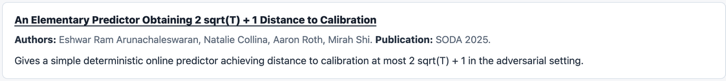 An Elementary Predictor Obtaining 2 sqrt(T) + 1 Distance to Calibration
Authors: Eshwar Ram Arunachaleswaran, Natalie Collina, Aaron Roth, Mirah Shi. Publication: SODA 2025.
Gives a simple deterministic online predictor achieving distance to calibration at most 2 sqrt(T) + 1 in the adversarial setting.